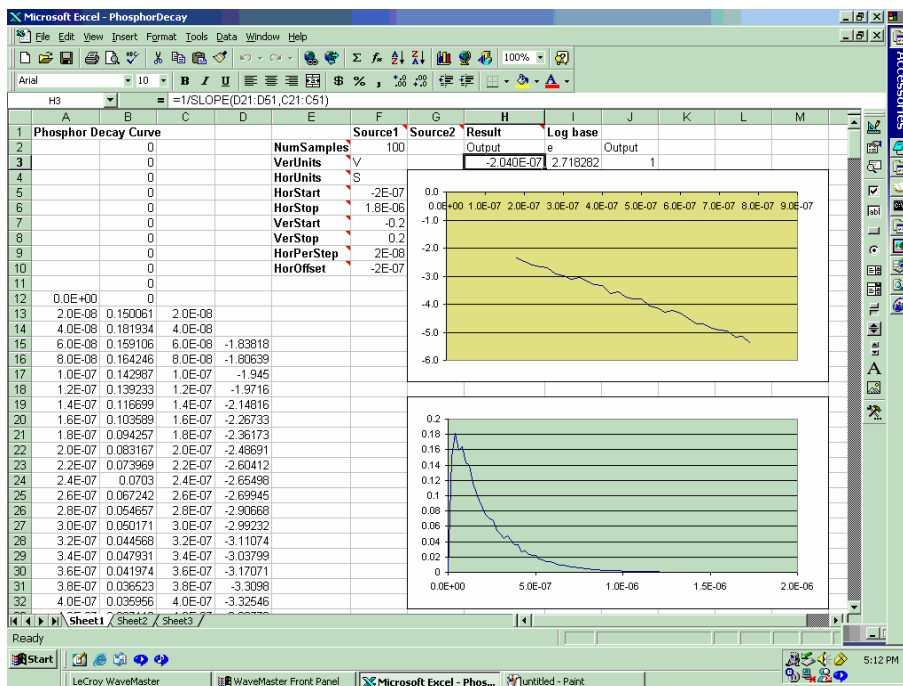 Microsoft Excel - PhosphorDecay
File Edit View Insert Format Tools Data Window Help
100%
Arial 10 B I U $ % ,
H3 = =1/SLOPE(D21:D51,C21:C51)
A B C D E F G H I J K L M
1 Phosphor Decay Curve Source1 Source2 Result Log base
2 0 NumSamples 100 Output e Output
3 0 VerUnits V -2.040E-07 2.718282 1
4 0 HorUnits S
5 0 HorStart -2E-07
6 0 HorStop 1.8E-06
7 0 VerStart -0.2
8 0 VerStop 0.2
9 0 HorPerStep 2E-08
10 0 HorOffset -2E-07
11 0
12 0.0E+00 0
13 2.0E-08 0.150061 2.0E-08
14 4.0E-08 0.181934 4.0E-08
15 6.0E-08 0.159106 6.0E-08 -1.83818
16 8.0E-08 0.164246 8.0E-08 -1.80639
17 1.0E-07 0.142987 1.0E-07 -1.945
18 1.2E-07 0.139233 1.2E-07 -1.9716
19 1.4E-07 0.116699 1.4E-07 -2.14816
20 1.6E-07 0.103589 1.6E-07 -2.26733
21 1.8E-07 0.094257 1.8E-07 -2.36173
22 2.0E-07 0.083167 2.0E-07 -2.48691
23 2.2E-07 0.073969 2.2E-07 -2.60412
24 2.4E-07 0.0703 2.4E-07 -2.65498
25 2.6E-07 0.067242 2.6E-07 -2.69945
26 2.8E-07 0.054657 2.8E-07 -2.90668
27 3.0E-07 0.050171 3.0E-07 -2.99232
28 3.2E-07 0.044568 3.2E-07 -3.11074
29 3.4E-07 0.047931 3.4E-07 -3.03799
30 3.6E-07 0.041974 3.6E-07 -3.17071
31 3.8E-07 0.036523 3.8E-07 -3.3098
32 4.0E-07 0.035956 4.0E-07 -3.32546
0.0
0.0E+00 1.0E-07 2.0E-07 3.0E-07 4.0E-07 5.0E-07 6.0E-07 7.0E-07 8.0E-07 9.0E-07
-1.0
-2.0
-3.0
-4.0
-5.0
-6.0
0.2
0.18
0.16
0.14
0.12
0.1
0.08
0.06
0.04
0.02
0
0.0E+00 5.0E-07 1.0E-06 1.5E-06 2.0E-06
Accessories
Sheet1 Sheet2 Sheet3
Ready
Start 5:12 PM
LeCroy WaveMaster WaveMaster Front Panel Microsoft Excel - Phos... untitled - Paint